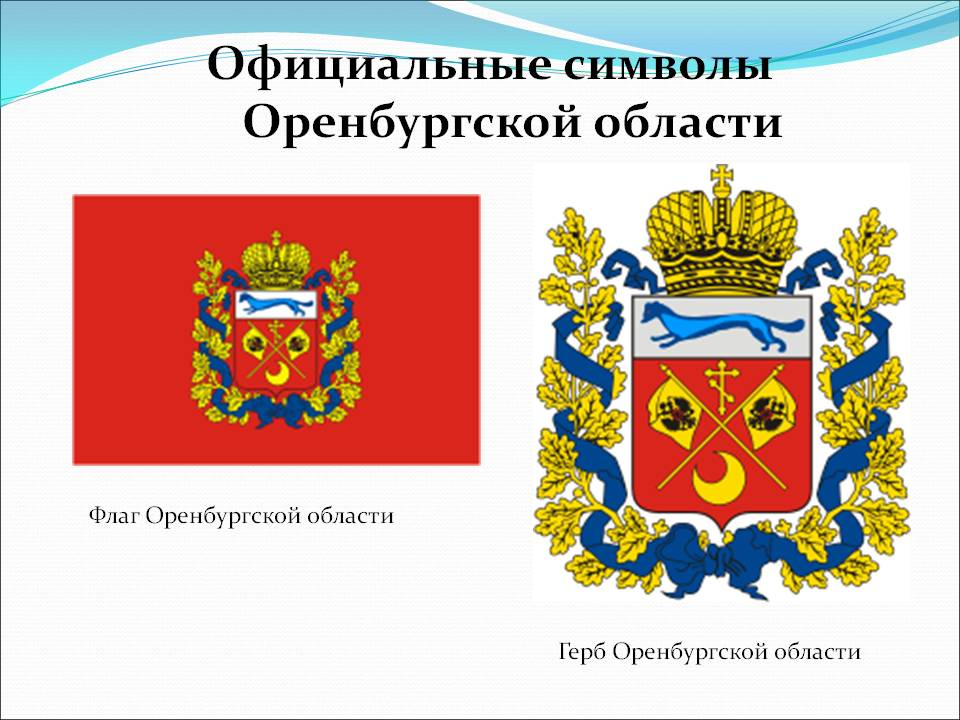 Официальные символы
Оренбургской области
Флаг Оренбургской области
Герб Оренбургской области